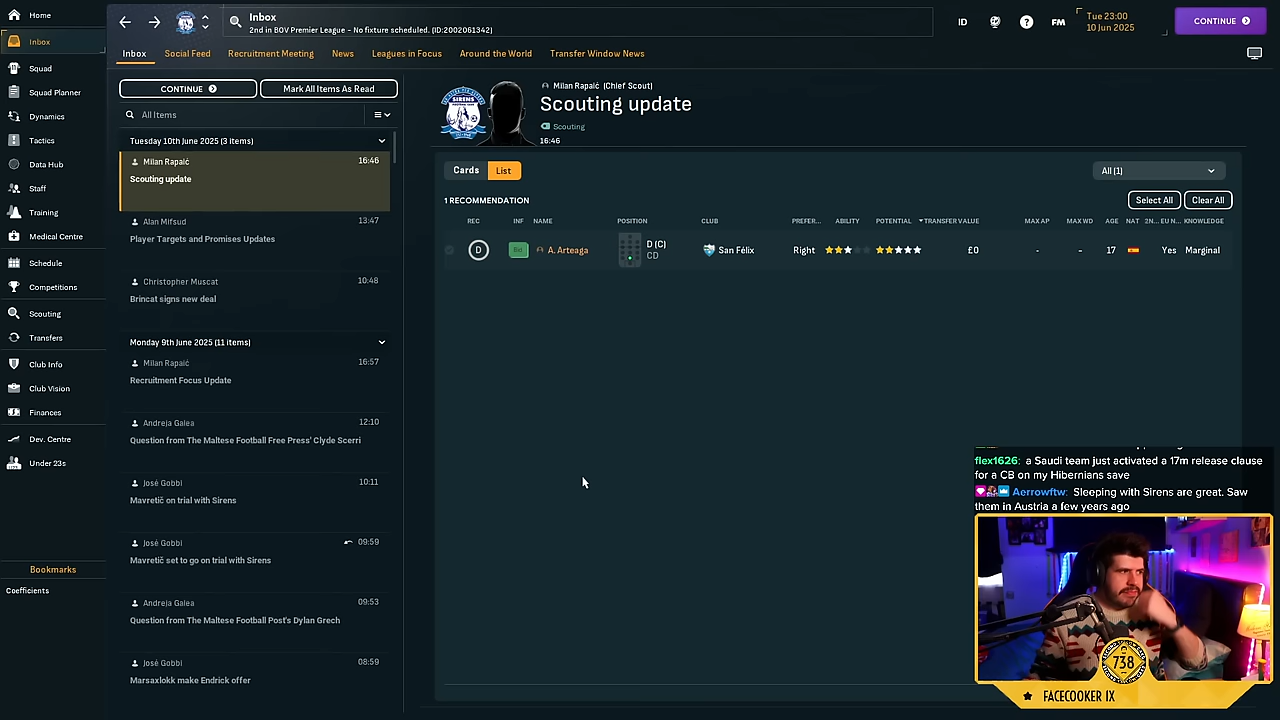 Home
Inbox
Squad
Squad Planner
Dynamics
Tactics
Data Hub
Staff
Training
Medical Centre
Schedule
Competitions
Scouting
Transfers
Club Info
Club Vision
Finances
Dev. Centre
Under 23s
Bookmarks
Coefficients
Inbox
2nd in BOV Premier League - No fixture scheduled. (ID:2002061342)
ID
FM
Tue 23:00
10 Jun 2025
CONTINUE
Inbox Social Feed Recruitment Meeting News Leagues in Focus Around the World Transfer Window News
CONTINUE
Mark All Items As Read
All Items
Tuesday 10th June 2025 (3 items)
Milan Rapaić 16:46
Scouting update
Alan Mifsud 13:47
Player Targets and Promises Updates
Christopher Muscat 10:48
Brincat signs new deal
Monday 9th June 2025 (11 items)
Milan Rapaić 16:57
Recruitment Focus Update
Andreja Galea 12:10
Question from The Maltese Football Free Press' Clyde Scerri
José Gobbi 10:11
Mavretič on trial with Sirens
José Gobbi 09:59
Mavretič set to go on trial with Sirens
Andreja Galea 09:53
Question from The Maltese Football Post's Dylan Grech
José Gobbi 08:59
Marsaxlokk make Endrick offer
SIRENS
Milan Rapaić (Chief Scout)
Scouting update
Scouting
16:46
Cards List
All (1)
1 RECOMMENDATION
Select All Clear All
REC INF NAME POSITION CLUB PREFER... ABILITY POTENTIAL TRANSFER VALUE MAX AP MAX WD AGE NAT 2N... EU N... KNOWLEDGE
D A. Arteaga D (C) San Félix Right £0 - - 17 Yes Marginal
CD
flex1626: a Saudi team just activated a 17m release clause
for a CB on my Hibernians save
Aerrowftw: Sleeping with Sirens are great. Saw
them in Austria a few years ago
738
FACECOOKER IX